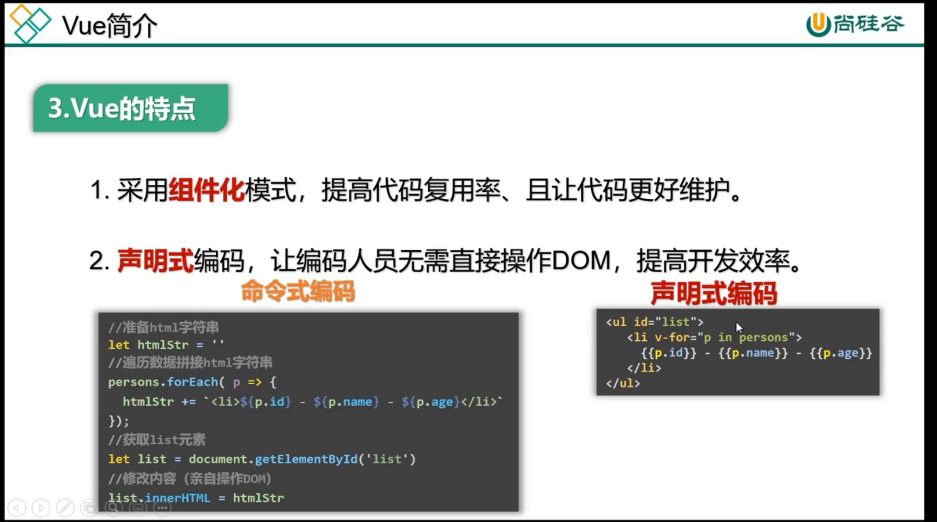 Vue简介
尚硅谷
3.Vue的特点
1. 采用组件化模式，提高代码复用率、且让代码更好维护。
2. 声明式编码，让编码人员无需直接操作DOM，提高开发效率。
命令式编码
//准备html字符串
let htmlStr = ''
//遍历数据拼接html字符串
persons.forEach( p => {
htmlStr += `<li>${p.id} - ${p.name} - ${p.age}</li>`
});
//获取list元素
let list = document.getElementById('list')
//修改内容（亲自操作DOM）
list.innerHTML = htmlStr
声明式编码
<ul id="list">
<li v-for="p in persons">
{{p.id}} - {{p.name}} - {{p.age}}
</li>
</ul>